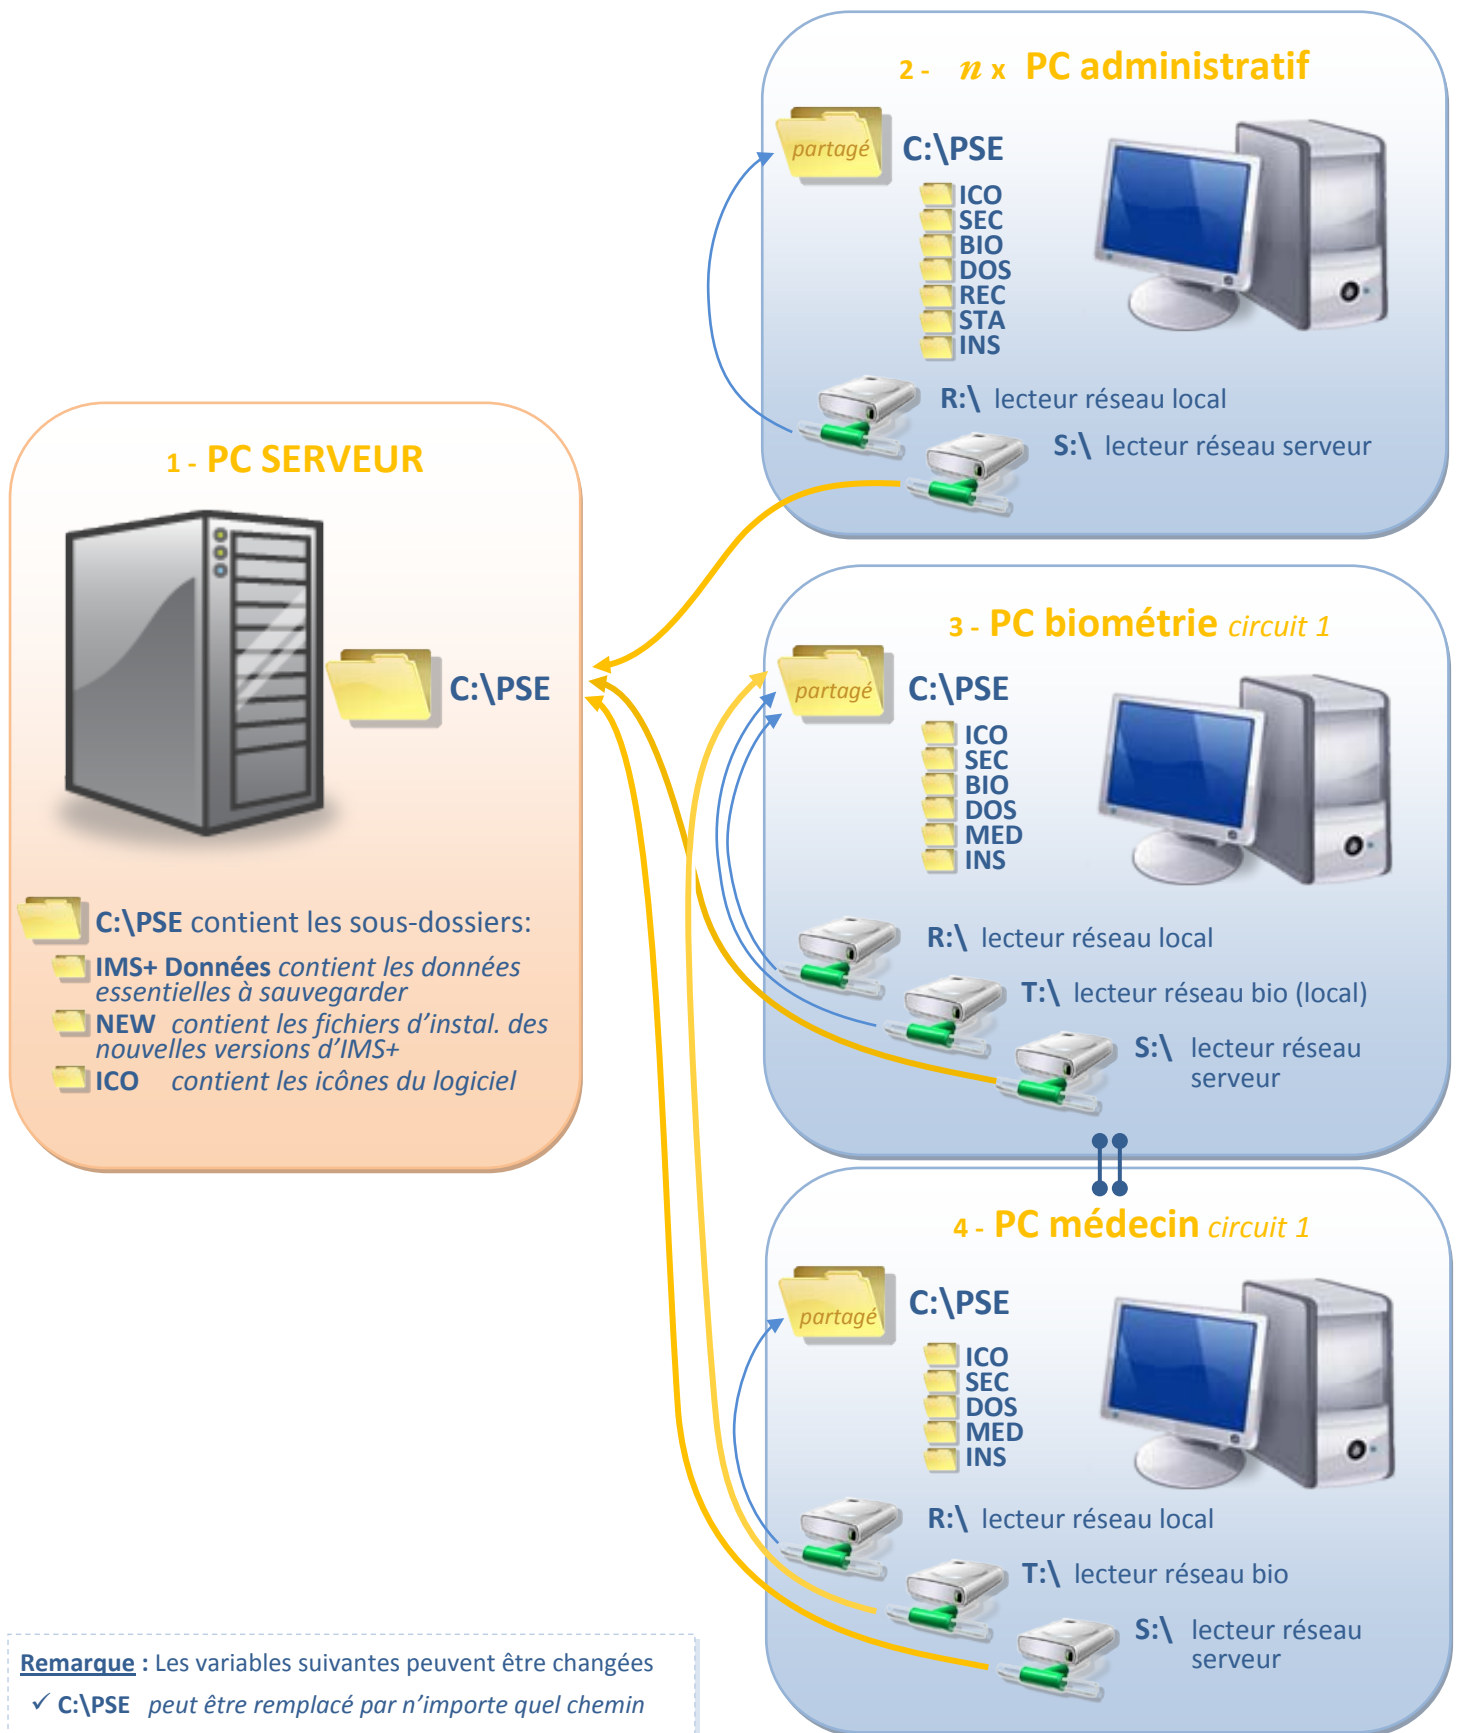 2 - n x PC administratif
partagé
C:\PSE
ICO
SEC
BIO
DOS
REC
STA
INS
R:\ lecteur réseau local
S:\ lecteur réseau serveur
1 - PC SERVEUR
C:\PSE
C:\PSE contient les sous-dossiers:
IMS+ Données contient les données
essentielles à sauvegarder
NEW contient les fichiers d’instal. des
nouvelles versions d’IMS+
ICO contient les icônes du logiciel
3 - PC biométrie circuit 1
partagé
C:\PSE
ICO
SEC
BIO
DOS
MED
INS
R:\ lecteur réseau local
T:\ lecteur réseau bio (local)
S:\ lecteur réseau
serveur
4 - PC médecin circuit 1
partagé
C:\PSE
ICO
SEC
DOS
MED
INS
R:\ lecteur réseau local
T:\ lecteur réseau bio
S:\ lecteur réseau
serveur
Remarque : Les variables suivantes peuvent être changées
✓ C:\PSE peut être remplacé par n’importe quel chemin